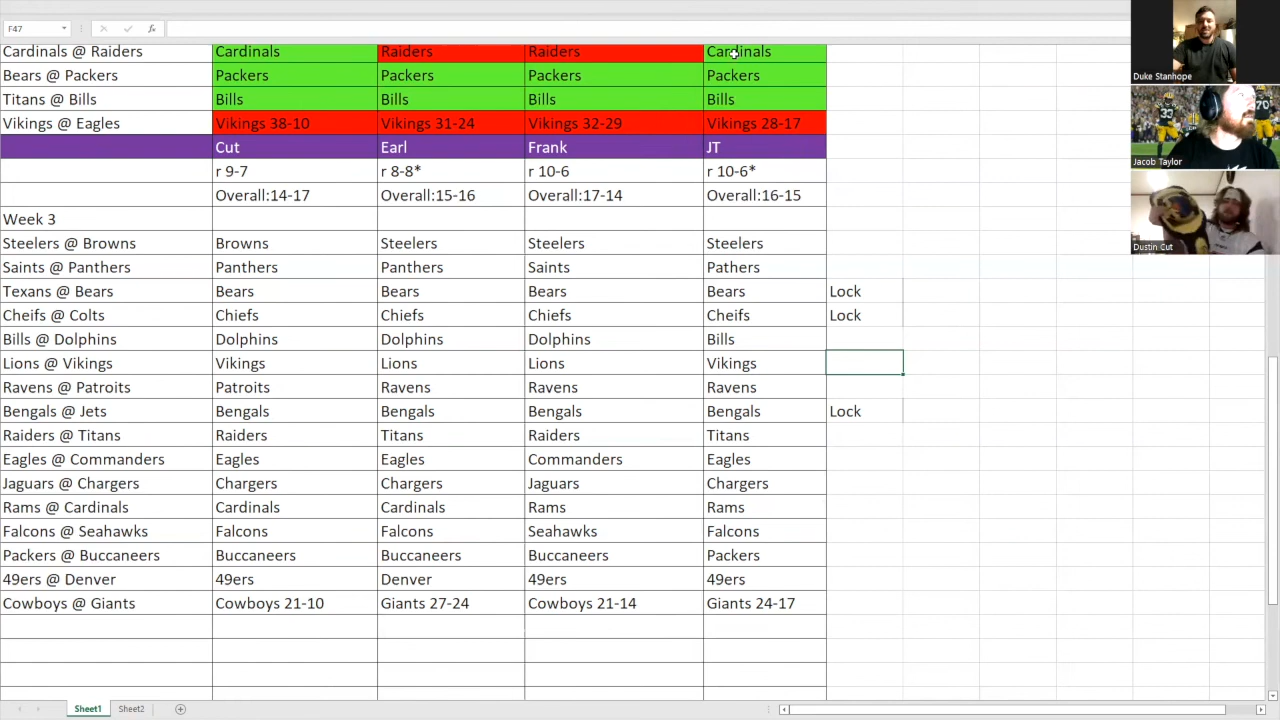 F47
Cardinals @ Raiders Cardinals Raiders Raiders Cardinals
Bears @ Packers Packers Packers Packers Packers
Titans @ Bills Bills Bills Bills Bills
Vikings @ Eagles Vikings 38-10 Vikings 31-24 Vikings 32-29 Vikings 28-17
Cut Earl Frank JT
r 9-7 r 8-8* r 10-6 r 10-6*
Overall:14-17 Overall:15-16 Overall:17-14 Overall:16-15
Week 3
Steelers @ Browns Browns Steelers Steelers Steelers
Saints @ Panthers Panthers Panthers Saints Pathers
Texans @ Bears Bears Bears Bears Bears Lock
Cheifs @ Colts Chiefs Chiefs Chiefs Cheifs Lock
Bills @ Dolphins Dolphins Dolphins Dolphins Bills
Lions @ Vikings Vikings Lions Lions Vikings
Ravens @ Patroits Patroits Ravens Ravens Ravens
Bengals @ Jets Bengals Bengals Bengals Bengals Lock
Raiders @ Titans Raiders Titans Raiders Titans
Eagles @ Commanders Eagles Eagles Commanders Eagles
Jaguars @ Chargers Chargers Chargers Jaguars Chargers
Rams @ Cardinals Cardinals Cardinals Rams Rams
Falcons @ Seahawks Falcons Falcons Seahawks Falcons
Packers @ Buccaneers Buccaneers Buccaneers Buccaneers Packers
49ers @ Denver 49ers Denver 49ers 49ers
Cowboys @ Giants Cowboys 21-10 Giants 27-24 Cowboys 21-14 Giants 24-17
Sheet1 Sheet2
Duke Stanhope
33 70
Jacob Taylor
Dustin Cut